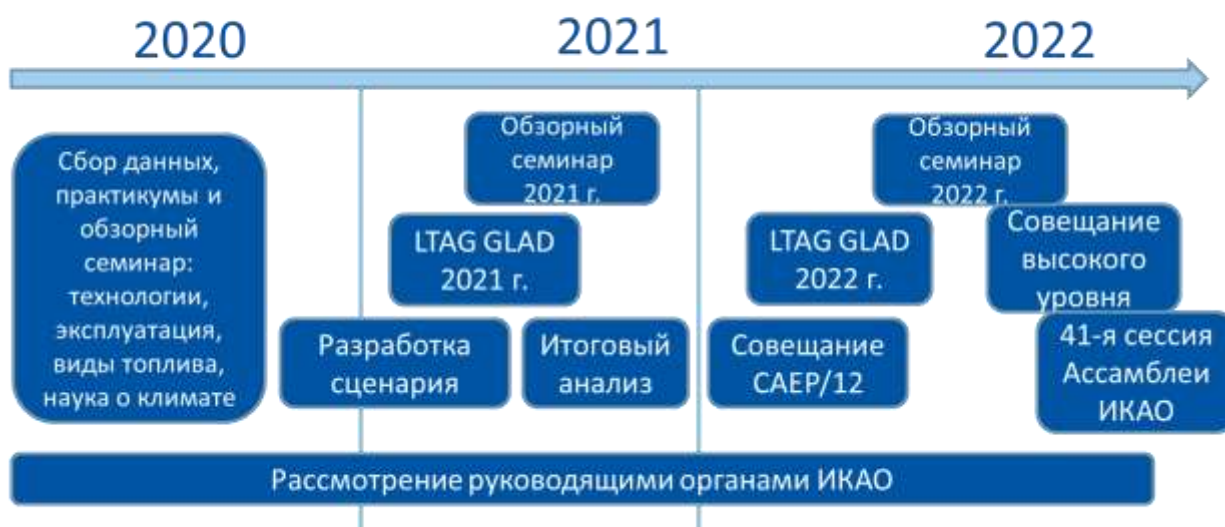 2020
2021
2022
Сбор данных,
практикумы и
обзорный
семинар:
технологии,
эксплуатация,
виды топлива,
наука о климате
Обзорный
семинар
2021 г.
LTAG GLAD
2021 г.
Разработка
сценария
Итоговый
анализ
Обзорный
семинар
2022 г.
LTAG GLAD
2022 г.
Совещание
CAEP/12
Совещание
высокого
уровня
41-я сессия
Ассамблеи
ИКАО
Рассмотрение руководящими органами ИКАО